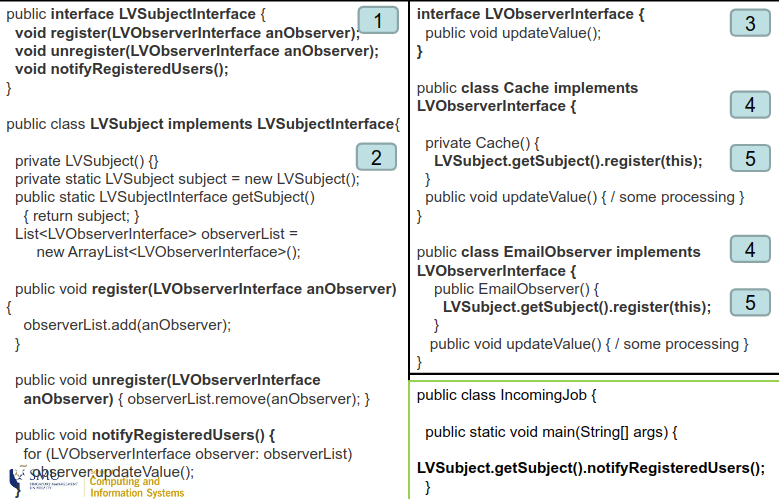 public interface LVSubjectInterface {
void register(LVObserverInterface anObserver);
1
void unregister(LVObserverInterface anObserver);
void notifyRegisteredUsers();
}
public class LVSubject implements LVSubjectInterface{
private LVSubject() {}
2
private static LVSubject subject = new LVSubject();
public static LVSubjectInterface getSubject()
{ return subject; }
List<LVObserverInterface> observerList =
new ArrayList<LVObserverInterface>();
public void register(LVObserverInterface anObserver)
{
observerList.add(anObserver);
}
public void unregister(LVObserverInterface
anObserver) { observerList.remove(anObserver); }
public void notifyRegisteredUsers() {
for (LVObserverInterface observer: observerList)
observer.updateValue();
}
SMU
Computing and
Information Systems
interface LVObserverInterface {
3
public void updateValue();
}
public class Cache implements
4
LVObserverInterface {
private Cache() {
5
LVSubject.getSubject().register(this);
}
public void updateValue() { / some processing }
}
public class EmailObserver implements
4
LVObserverInterface {
public EmailObserver() {
5
LVSubject.getSubject().register(this);
}
public void updateValue() { / some processing }
}
public class IncomingJob {
public static void main(String[] args) {
LVSubject.getSubject().notifyRegisteredUsers();
}